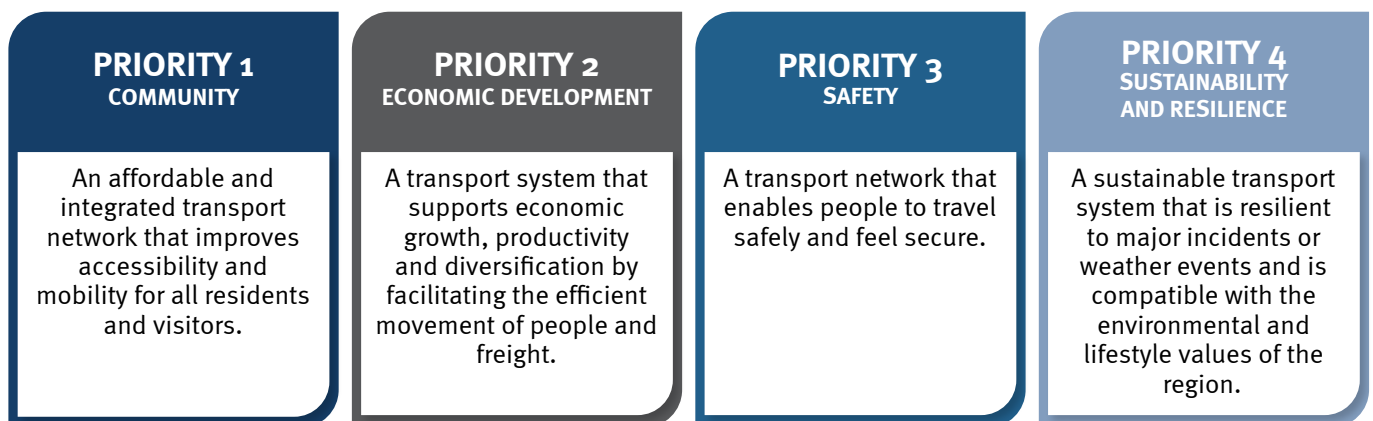 PRIORITY 1
COMMUNITY
An affordable and
integrated transport
network that improves
accessibility and
mobility for all residents
and visitors.
PRIORITY 2
ECONOMIC DEVELOPMENT
A transport system that
supports economic
growth, productivity
and diversification by
facilitating the efficient
movement of people and
freight.
PRIORITY 3
SAFETY
A transport network that
enables people to travel
safely and feel secure.
PRIORITY 4
SUSTAINABILITY
AND RESILIENCE
A sustainable transport
system that is resilient
to major incidents or
weather events and is
compatible with the
environmental and
lifestyle values of the
region.